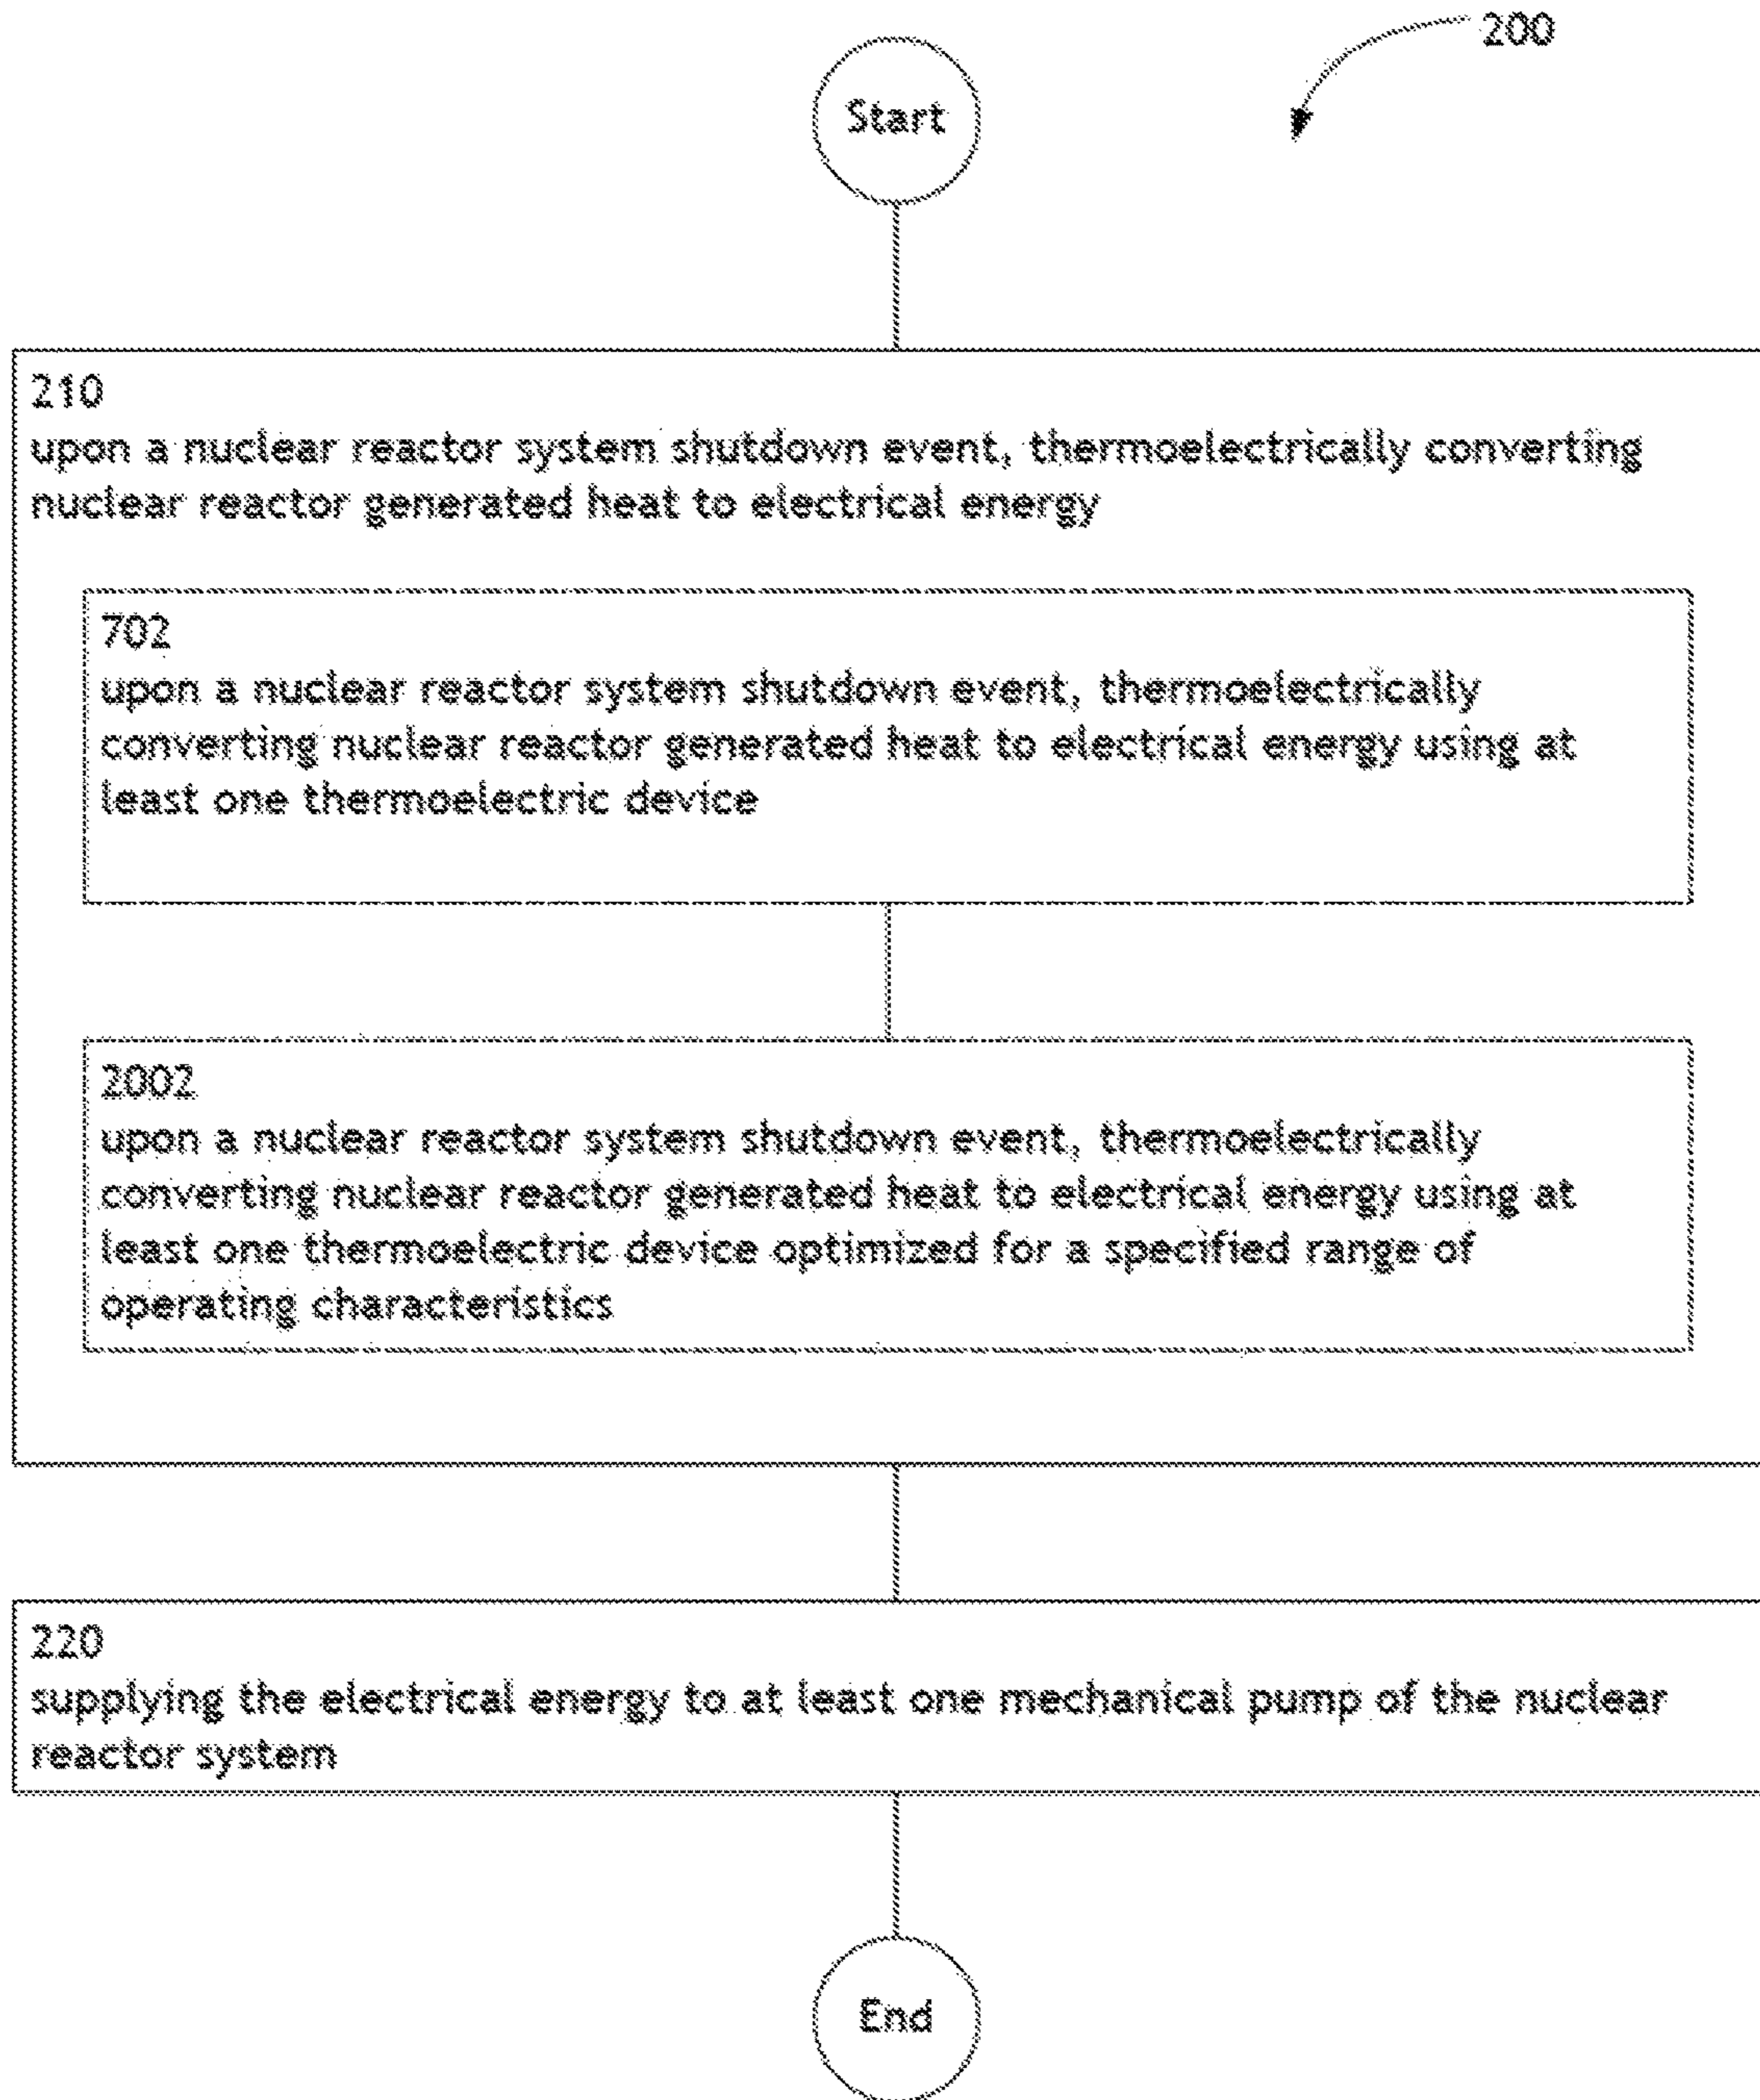 200
Start
210
upon a nuclear reactor system shutdown event, thermoelectrically converting
nuclear reactor generated heat to electrical energy
702
upon a nuclear reactor system shutdown event, thermoelectrically
converting nuclear reactor generated heat to electrical energy using at
least one thermoelectric device
2002
upon a nuclear reactor system shutdown event, thermoelectrically
converting nuclear reactor generated heat to electrical energy using at
least one thermoelectric device optimized for a specified range of
operating characteristics
220
supplying the electrical energy to at least one mechanical pump of the nuclear
reactor system
End